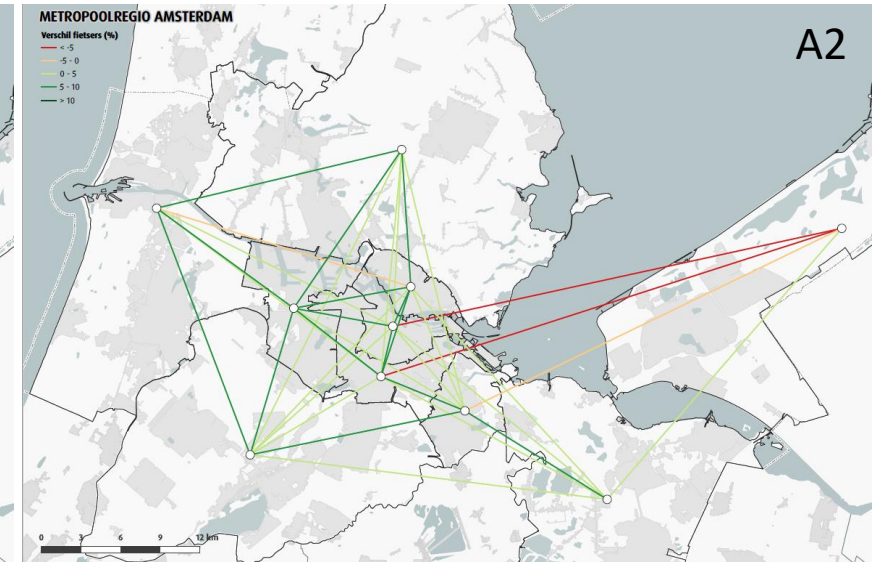 METROPOOLREGIO AMSTERDAM
A2
Verschil fietsers (%)
< -5
-5 - 0
0 - 5
5 - 10
> 10
0 3 6 9 12 km